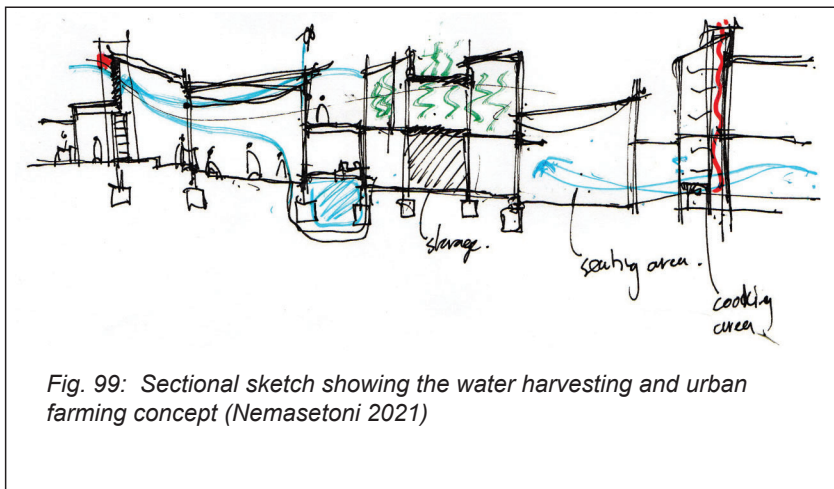 storage.
seating area.
cooking
area
Fig. 99: Sectional sketch showing the water harvesting and urban
farming concept (Nemasetoni 2021)